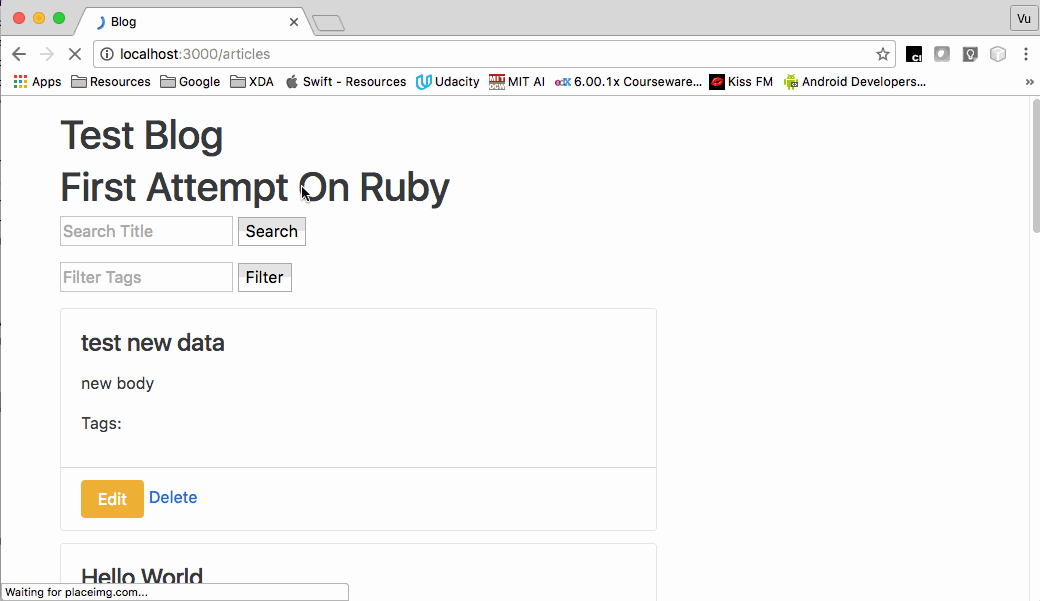 Blog
Vu
localhost:3000/articles
Apps Resources Google XDA Swift - Resources Udacity MIT AI 6.00.1x Courseware... Kiss FM Android Developers... »
Test Blog
First Attempt On Ruby
Search Title Search
Filter Tags Filter
test new data
new body
Tags:
Edit Delete
Hello World
Waiting for placeimg.com...